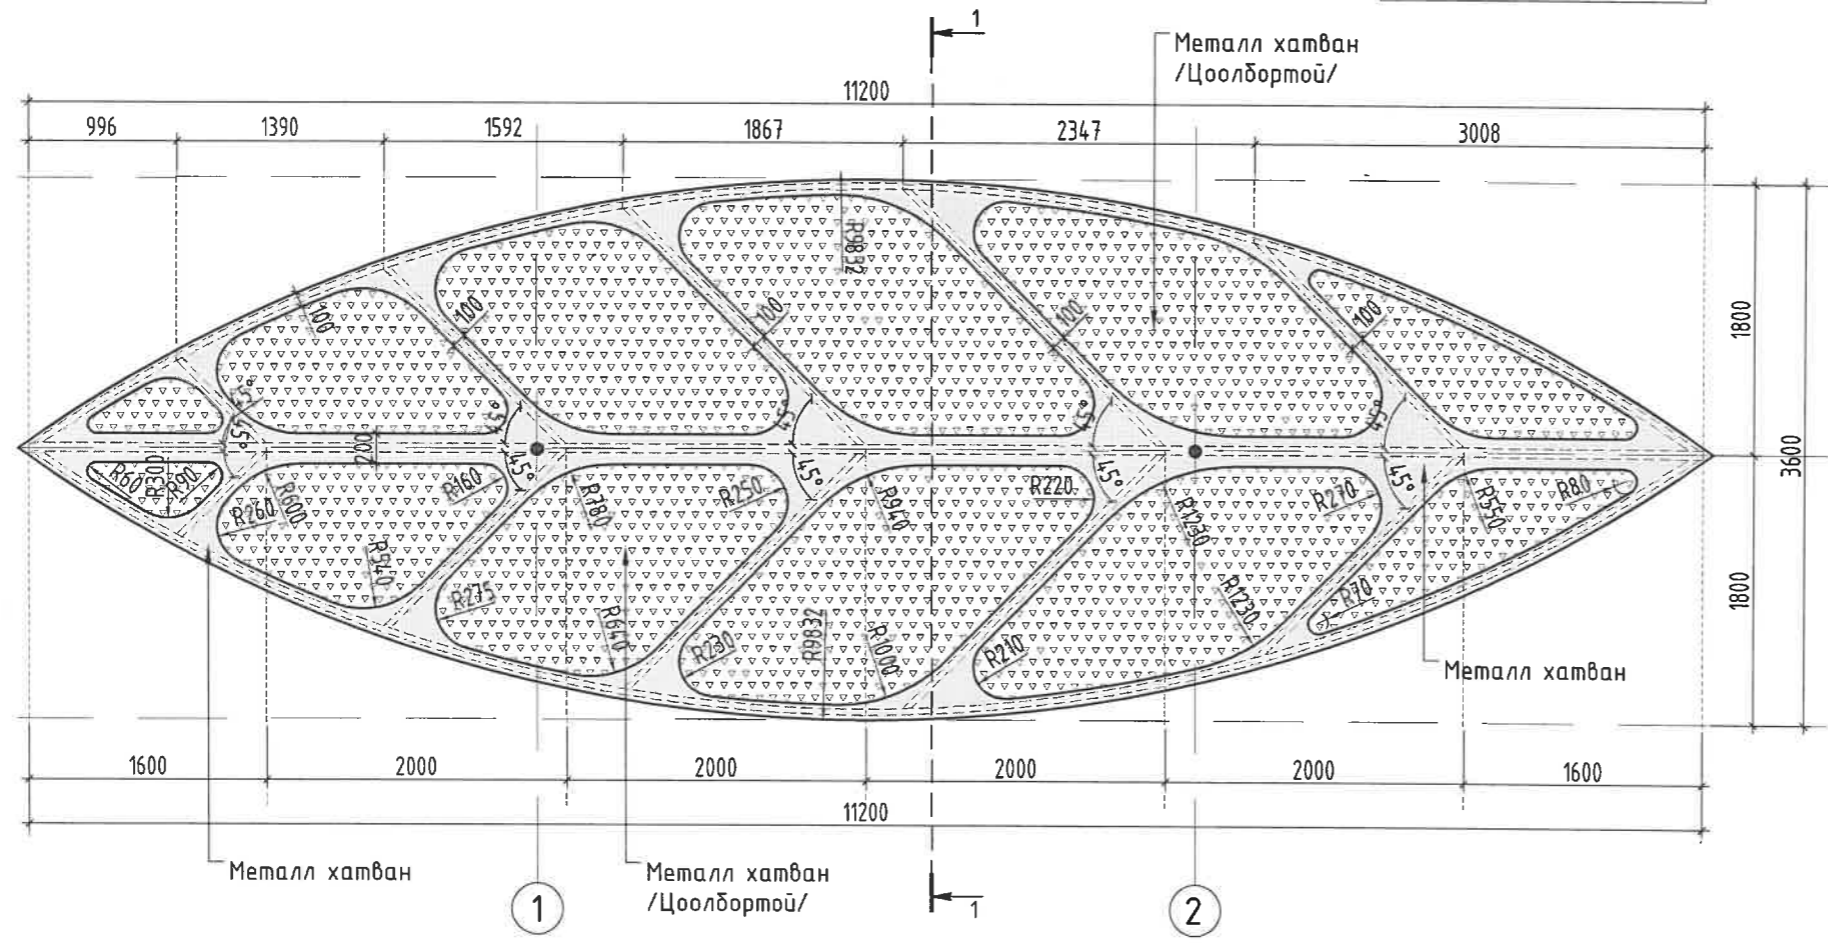 1
Металл хатван
/Цоолбортой/
11200
996
1390
1592
1867
2347
3008
R9832
100
100
100
100
100
1800
3600
1800
45°
45°
45°
45°
45°
45°
45°
45°
45°
45°
200
R60
R300
R90
R260
R600
R540
R160
R275
R780
R640
R250
R230
R9832
R940
R1000
R220
R210
R1230
R1230
R270
R550
R80
R70
Металл хатван
1600
2000
2000
2000
2000
1600
11200
Металл хатван
Металл хатван
/Цоолбортой/
1
1
2